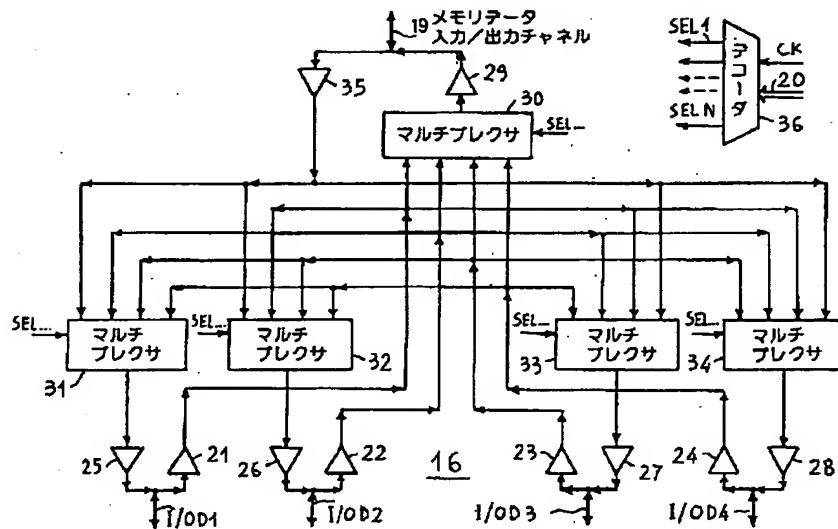 19 メモリデータ
入力/出力チャネル
SEL1
CK
デコーダ
20
SEL N
36
35
29
30
マルチプレクサ
SEL...
SEL...
マルチ
プレクサ
31
SEL...
マルチ
プレクサ
32
SEL...
マルチ
プレクサ
33
SEL...
マルチ
プレクサ
34
25
21
26
22
16
23
27
24
28
I/OD1
I/OD2
I/OD3
I/OD4